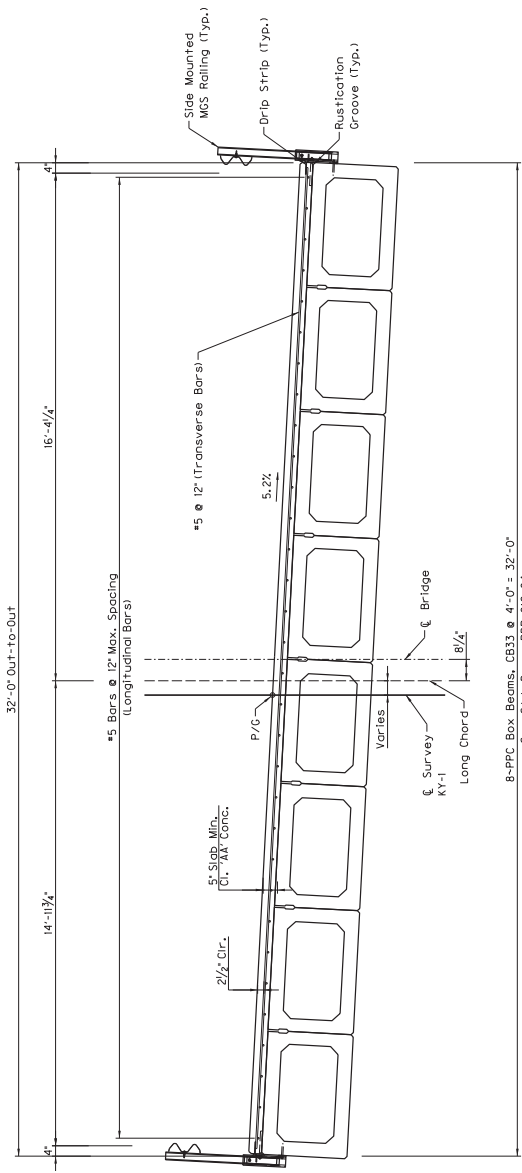 32'-0" Out-to-Out
4"
14'-11¾"
16'-4¼"
4"
#5 Bars @ 12" Max. Spacing
(Longitudinal Bars)
Side Mounted
MGS Railing (Typ.)
Drip Strip (Typ.)
Rustication
Groove (Typ.)
#5 @ 12" (Transverse Bars)
5.2%
P/G
5" Slab Min.
Cl. 'AA' Conc.
2½" Clr.
Varies
8¼"
℄ Bridge
℄ Survey
KY-1
Long Chord
8~PPC Box Beams, CB33 @ 4'-0" = 32'-0"